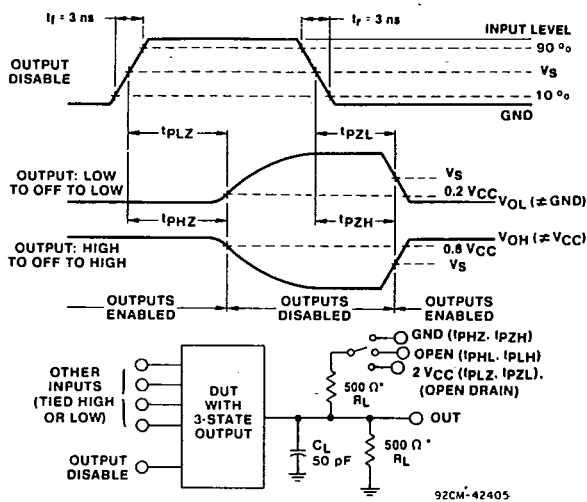 tf = 3 ns
tr = 3 ns
INPUT LEVEL
90 %
VS
10 %
GND
OUTPUT
DISABLE
tPLZ
tPZL
OUTPUT: LOW
TO OFF TO LOW
VS
0.2 VCC
VOL (≠GND)
tPHZ
tPZH
OUTPUT: HIGH
TO OFF TO HIGH
VOH (≠ VCC)
0.8 VCC
VS
OUTPUTS
ENABLED
OUTPUTS
DISABLED
OUTPUTS
ENABLED
OTHER
INPUTS
(TIED HIGH
OR LOW)
OUTPUT
DISABLE
DUT
WITH
3-STATE
OUTPUT
GND (tPHZ, tPZH)
OPEN (tPHL, tPLH)
2 VCC (tPLZ, tPZL),
(OPEN DRAIN)
500 Ω*
RL
OUT
CL
50 pF
500 Ω*
RL
92CM-42405